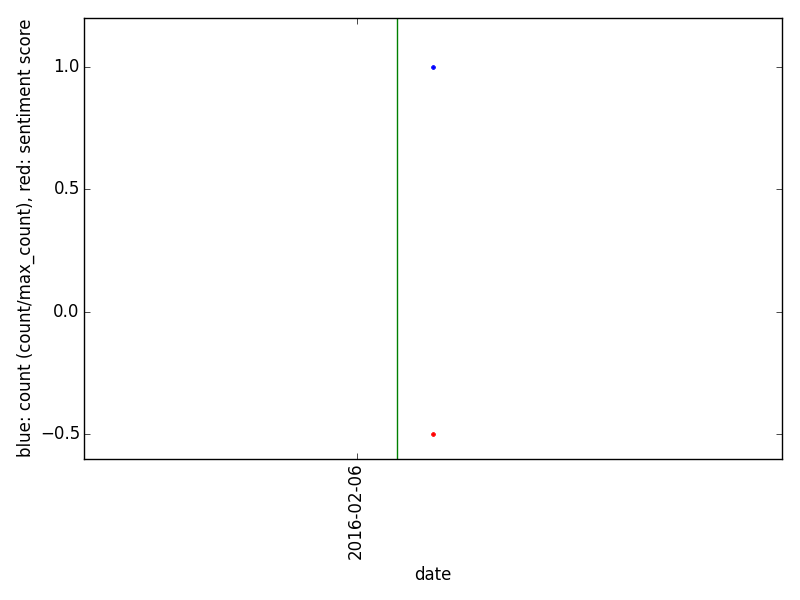 blue: count (count/max_count), red: sentiment score
1.0
0.5
0.0
−0.5
2016-02-06
date